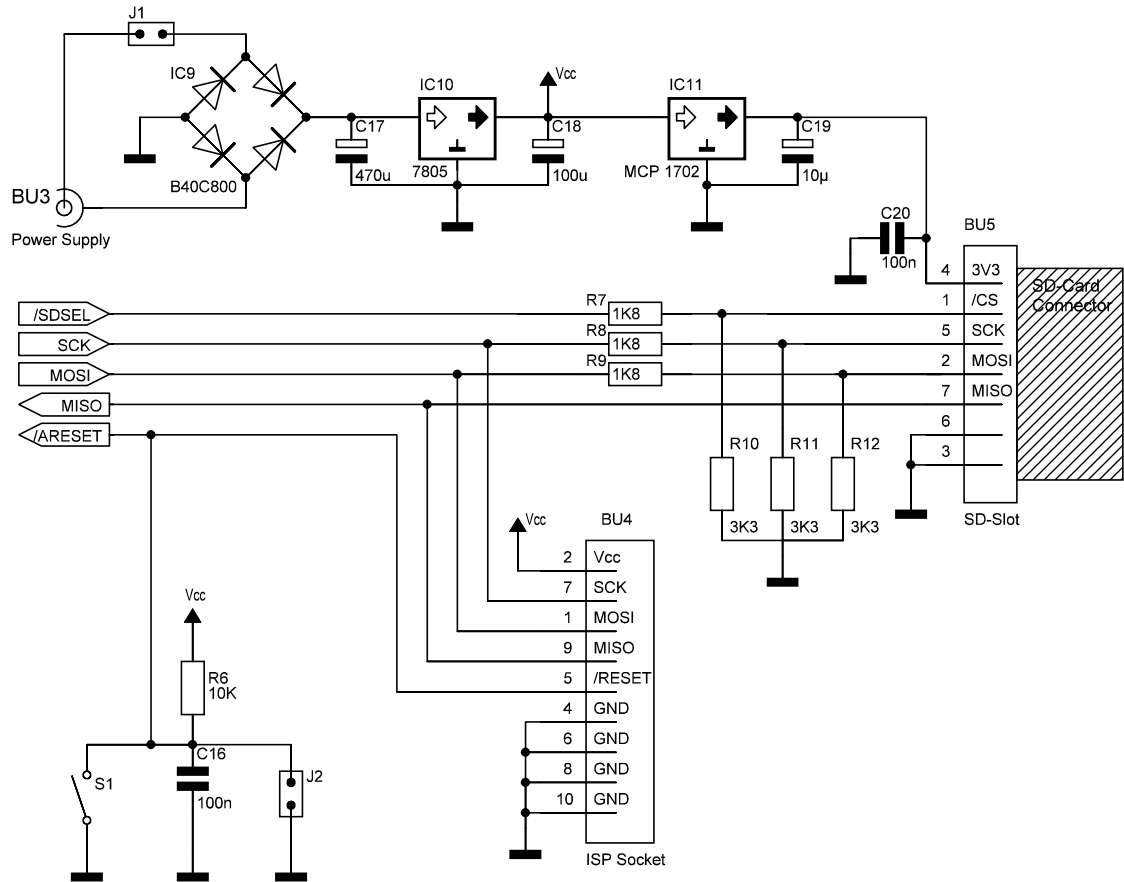 J1
IC9
B40C800
BU3
Power Supply
C17
470u
IC10
7805
Vcc
C18
100u
IC11
MCP 1702
C19
10µ
C20
100n
BU5
4 3V3
1 /CS
5 SCK
2 MOSI
7 MISO
6
3
SD-Card
Connector
SD-Slot
/SDSEL
SCK
MOSI
MISO
/ARESET
R7
1K8
R8
1K8
R9
1K8
R10
3K3
R11
3K3
R12
3K3
Vcc
BU4
2 Vcc
7 SCK
1 MOSI
9 MISO
5 /RESET
4 GND
6 GND
8 GND
10 GND
ISP Socket
Vcc
R6
10K
C16
100n
S1
J2